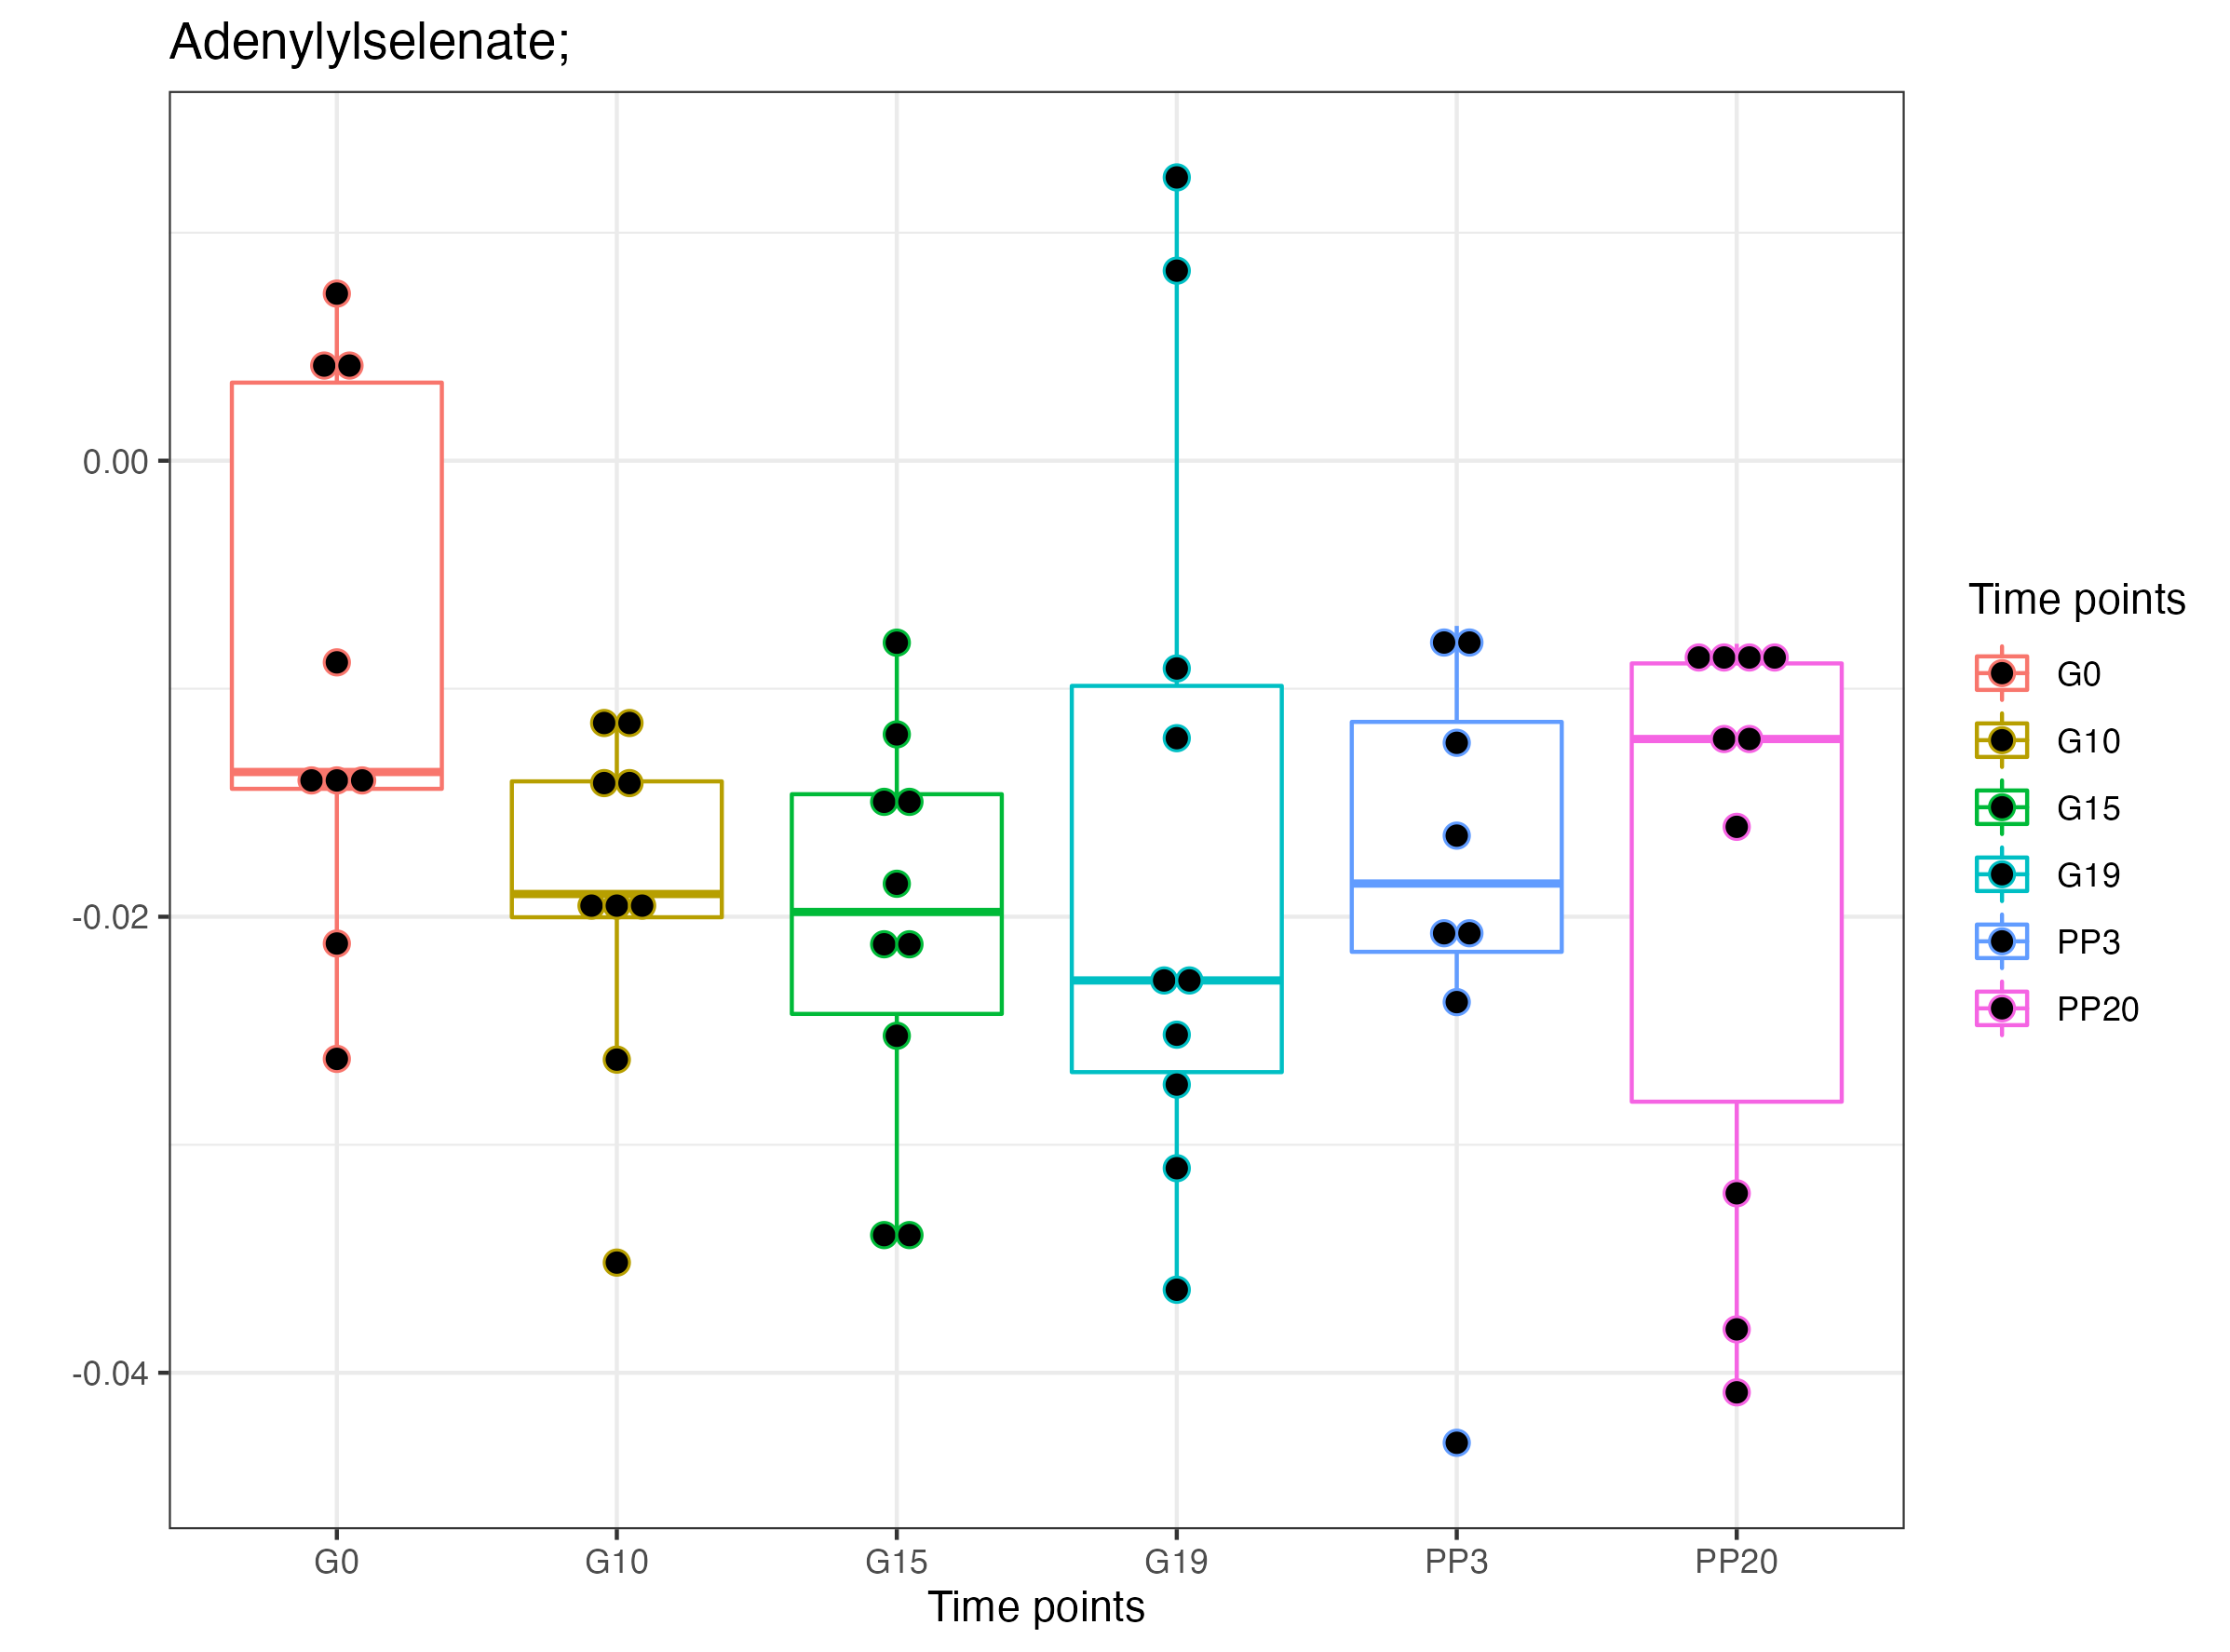 Adenylylselenate;
0.00
-0.02
-0.04
G0 G10 G15 G19 PP3 PP20
Time points
Time points
G0
G10
G15
G19
PP3
PP20